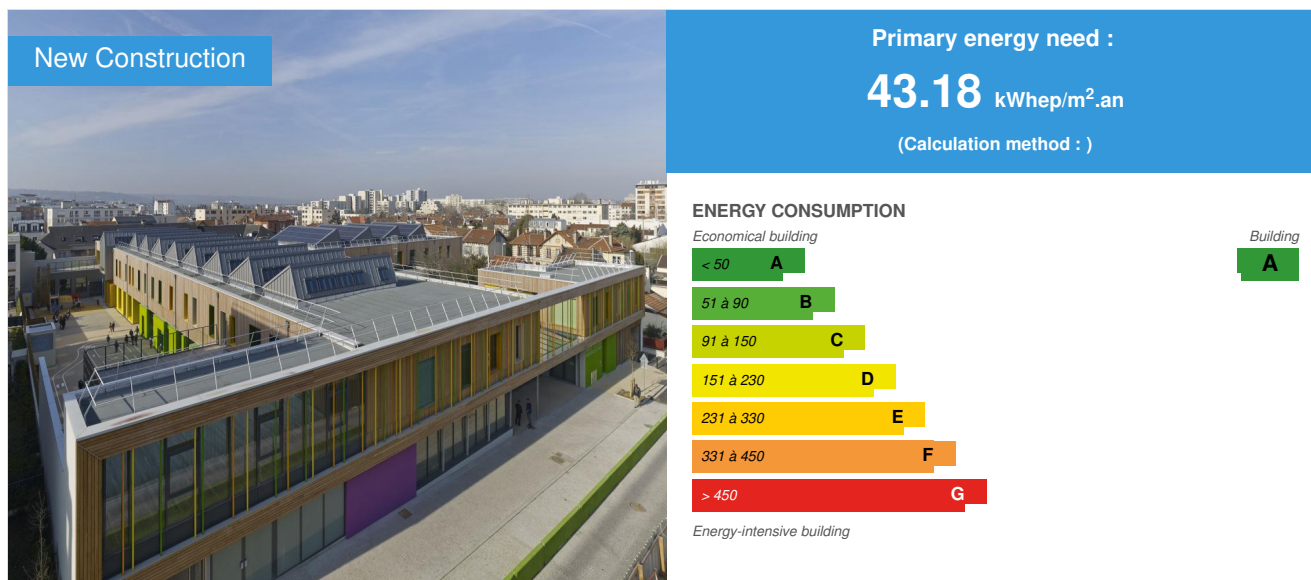 New Construction
Primary energy need :
43.18 kWhep/m².an
(Calculation method : )
ENERGY CONSUMPTION
Economical building
Building
< 50 A
A
51 à 90 B
91 à 150 C
151 à 230 D
231 à 330 E
331 à 450 F
> 450 G
Energy-intensive building